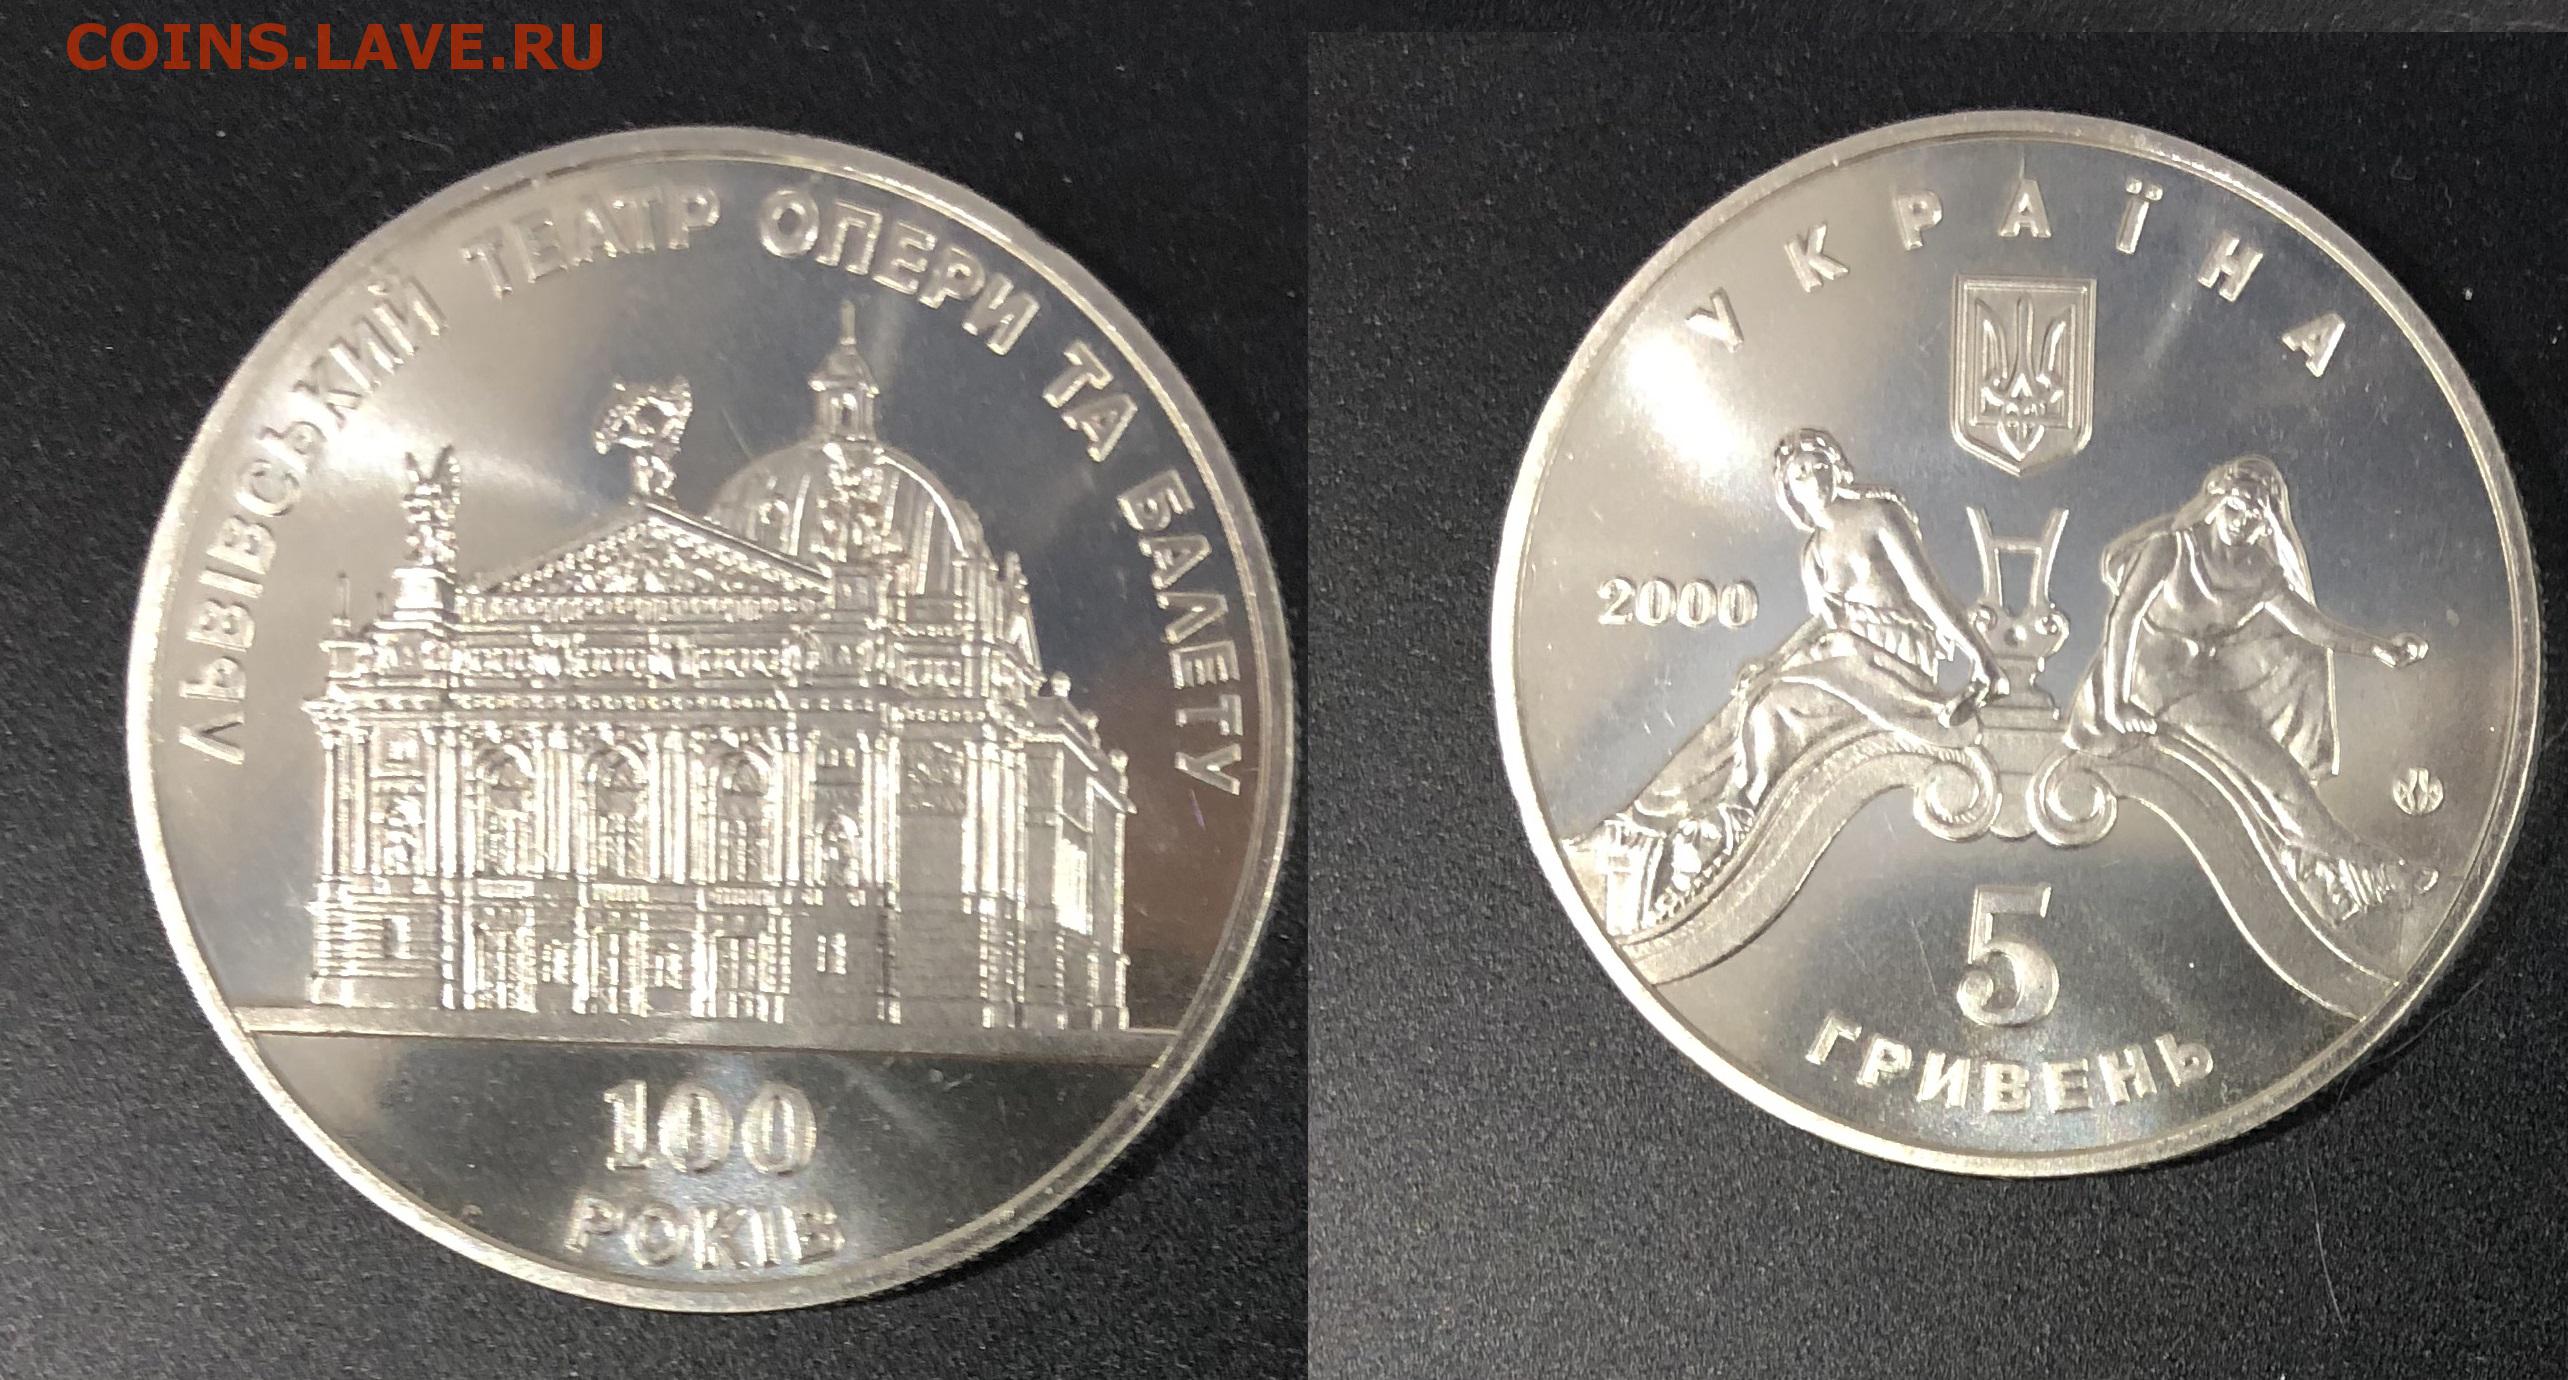 COINS.LAVE.RU
ЛЬВІВСЬКИЙ ТЕАТР ОПЕРИ ТА БАЛЕТУ
100
РОКІВ
УКРАЇНА
2000
5
ГРИВЕНЬ